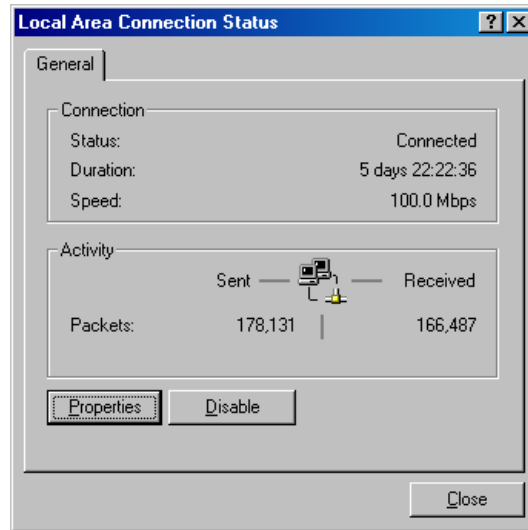 Local Area Connection Status
General
Connection
Status: Connected
Duration: 5 days 22:22:36
Speed: 100.0 Mbps
Activity
Sent Received
Packets: 178,131 166,487
Properties Disable
Close